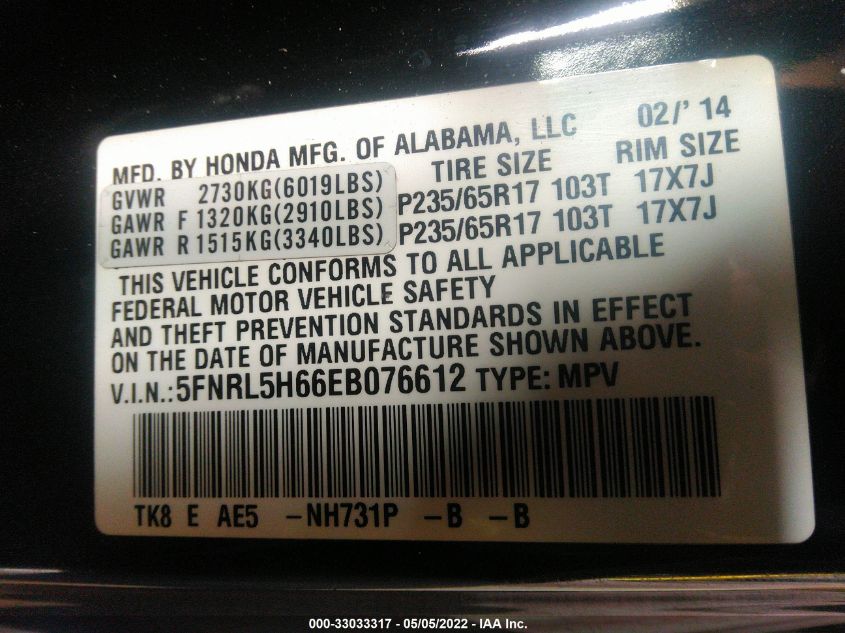 MFD. BY HONDA MFG. OF ALABAMA, LLC 02/' 14
TIRE SIZE RIM SIZE
GVWR 2730KG(6019LBS)
GAWR F 1320KG(2910LBS) P235/65R17 103T 17X7J
GAWR R 1515KG(3340LBS) P235/65R17 103T 17X7J
THIS VEHICLE CONFORMS TO ALL APPLICABLE
FEDERAL MOTOR VEHICLE SAFETY
AND THEFT PREVENTION STANDARDS IN EFFECT
ON THE DATE OF MANUFACTURE SHOWN ABOVE.
V.I.N.:5FNRL5H66EB076612 TYPE: MPV
TK8 E AE5 -NH731P -B -B
000-33033317 - 05/05/2022 - IAA Inc.